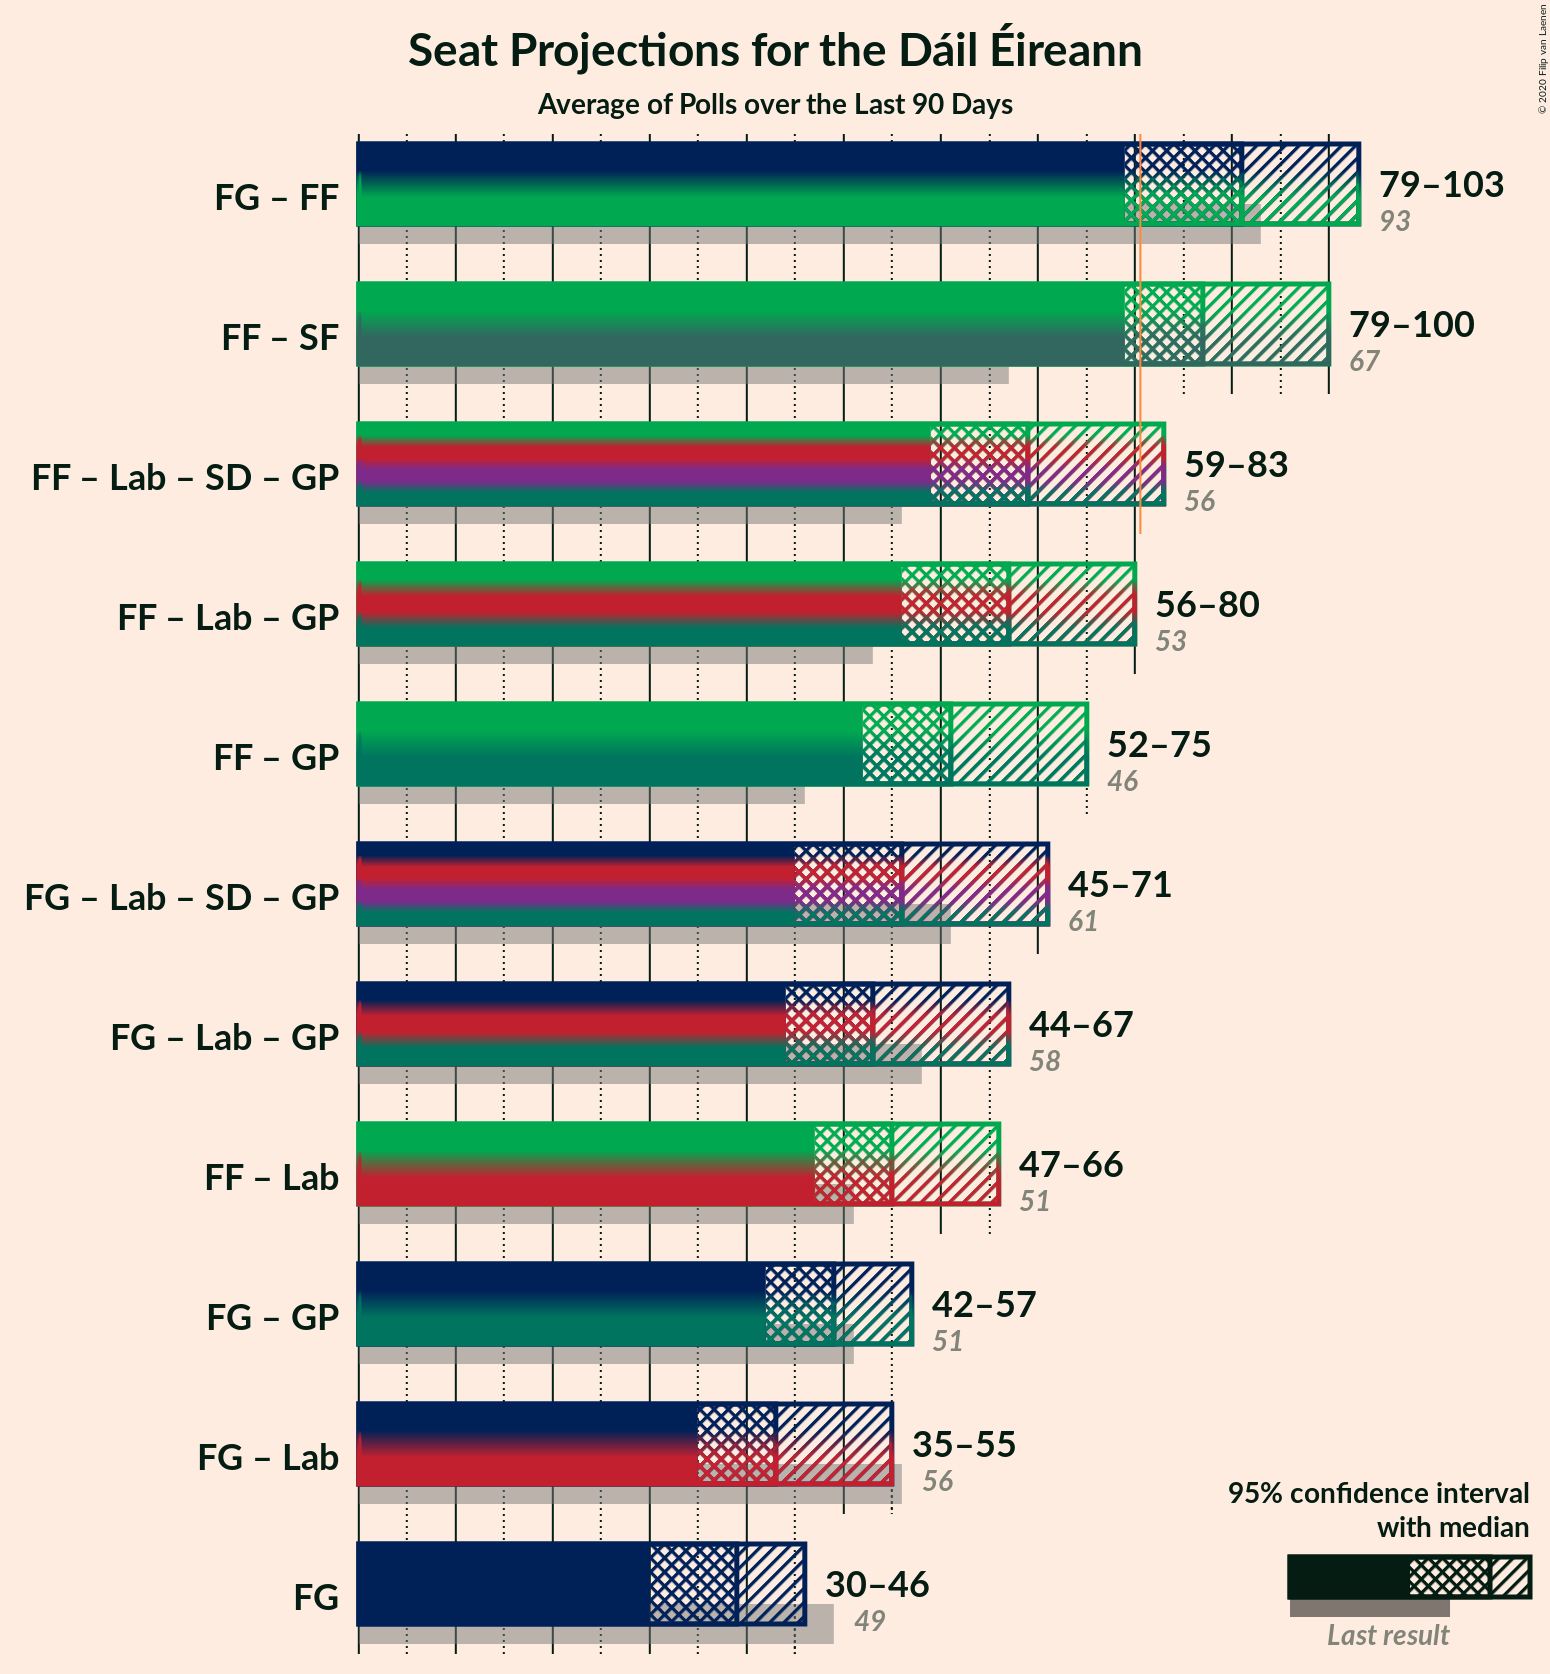 Seat Projections for the Dáil Éireann
Average of Polls over the Last 90 Days
© 2020 Filip van Laenen
FG – FF
79–103
93
FF – SF
79–100
67
FF – Lab – SD – GP
59–83
56
FF – Lab – GP
56–80
53
FF – GP
52–75
46
FG – Lab – SD – GP
45–71
61
FG – Lab – GP
44–67
58
FF – Lab
47–66
51
FG – GP
42–57
51
FG – Lab
35–55
56
FG
30–46
49
95% confidence interval
with median
Last result